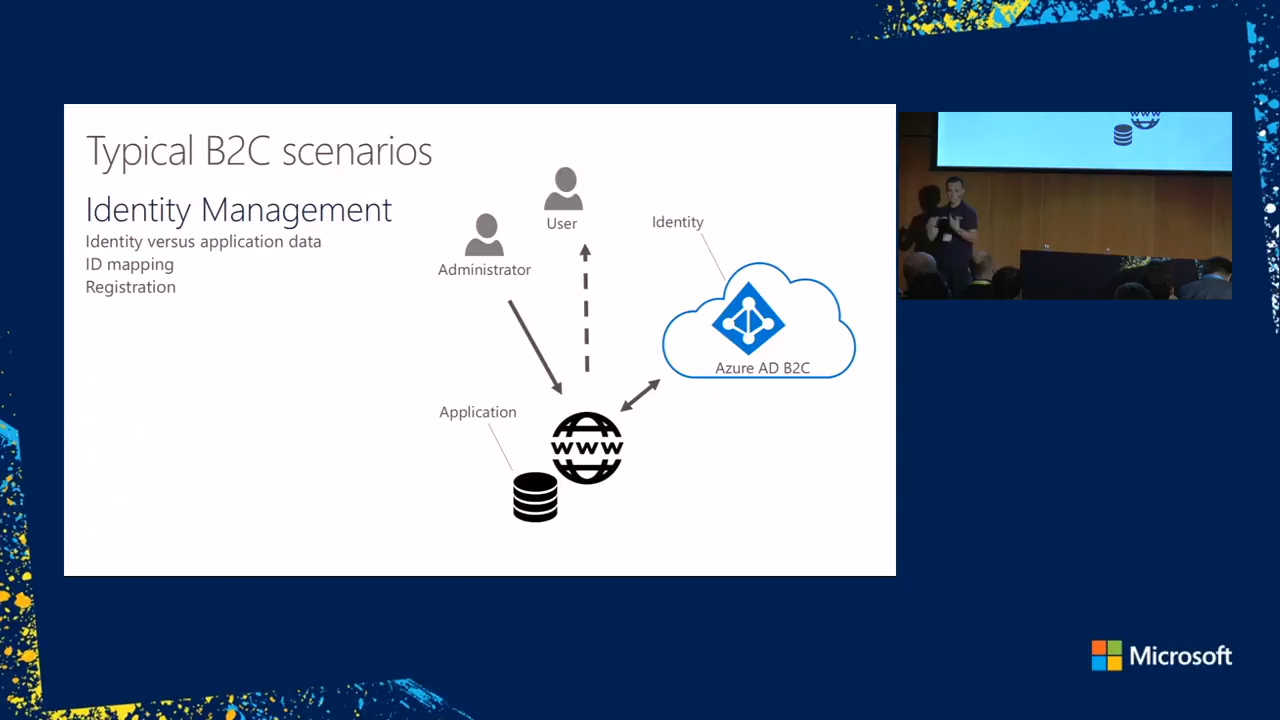 Typical B2C scenarios
Identity Management
Identity versus application data
ID mapping
Registration
User
Administrator
Identity
Azure AD B2C
Application
www
www
Microsoft